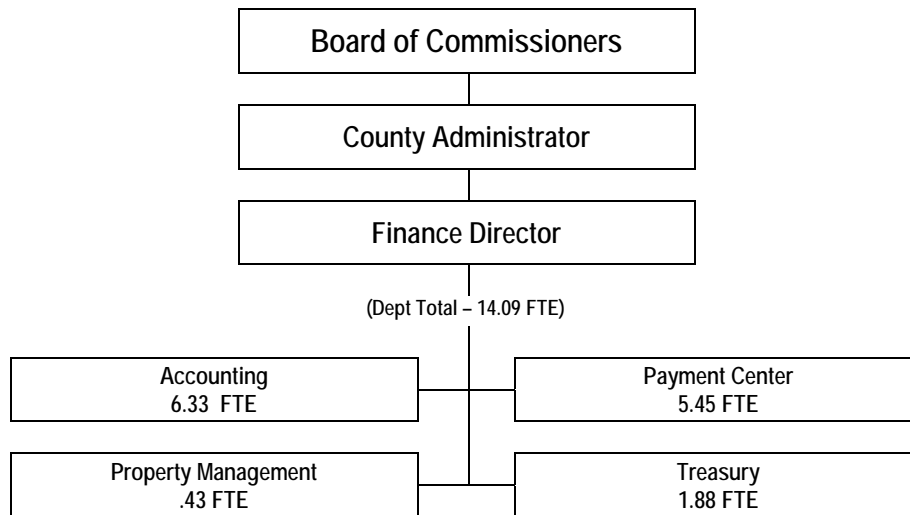 Board of Commissioners
County Administrator
Finance Director
(Dept Total – 14.09 FTE)
Accounting
6.33 FTE
Payment Center
5.45 FTE
Property Management
.43 FTE
Treasury
1.88 FTE